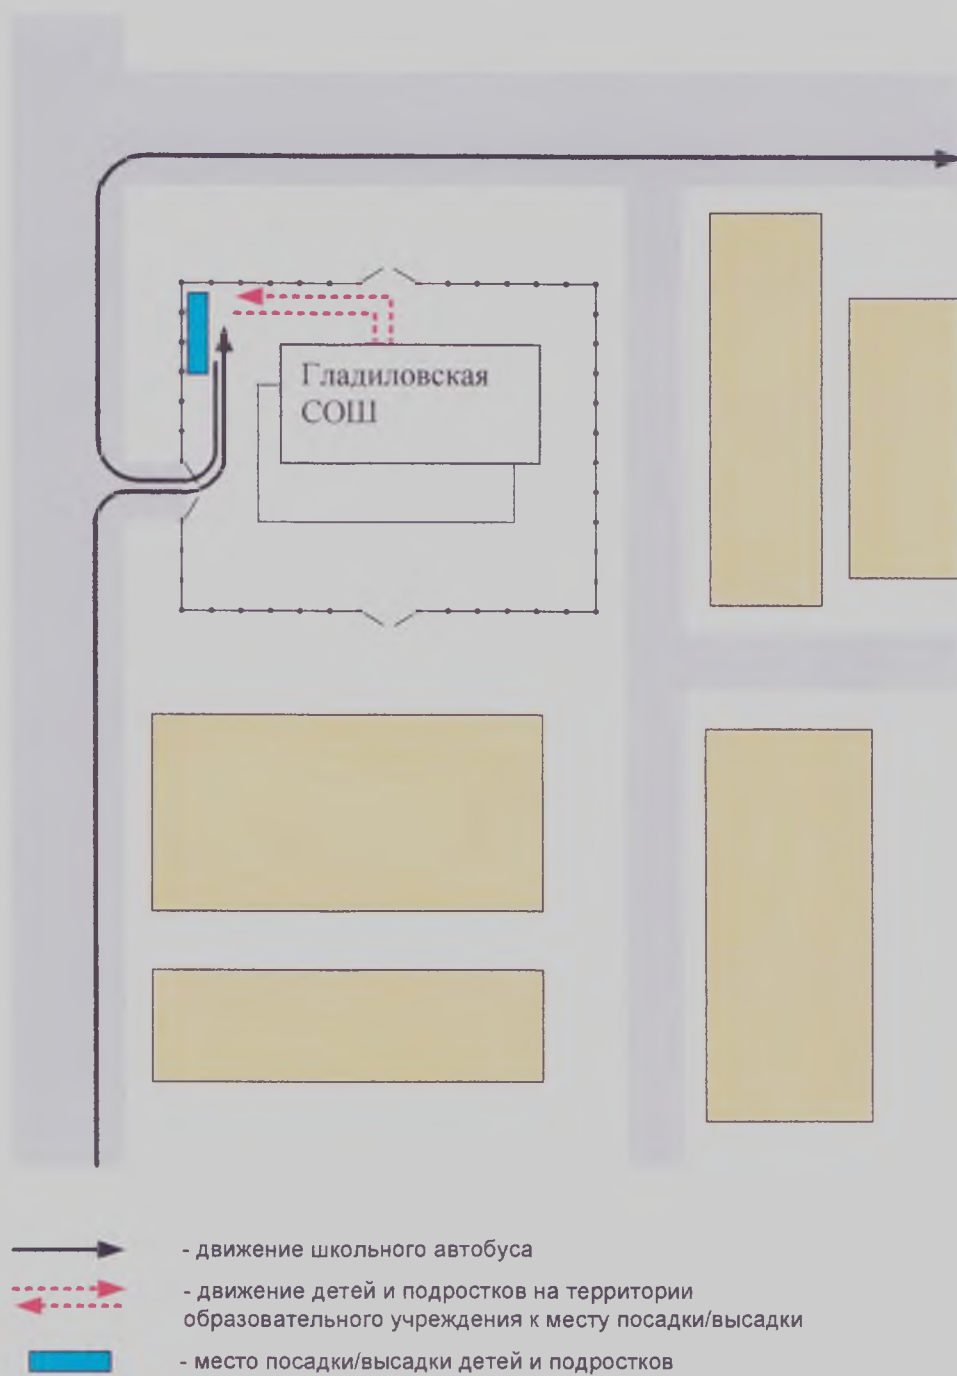 Гладиловская
СОШ
- движение школьного автобуса
- движение детей и подростков на территории
образовательного учреждения к месту посадки/высадки
- место посадки/высадки детей и подростков